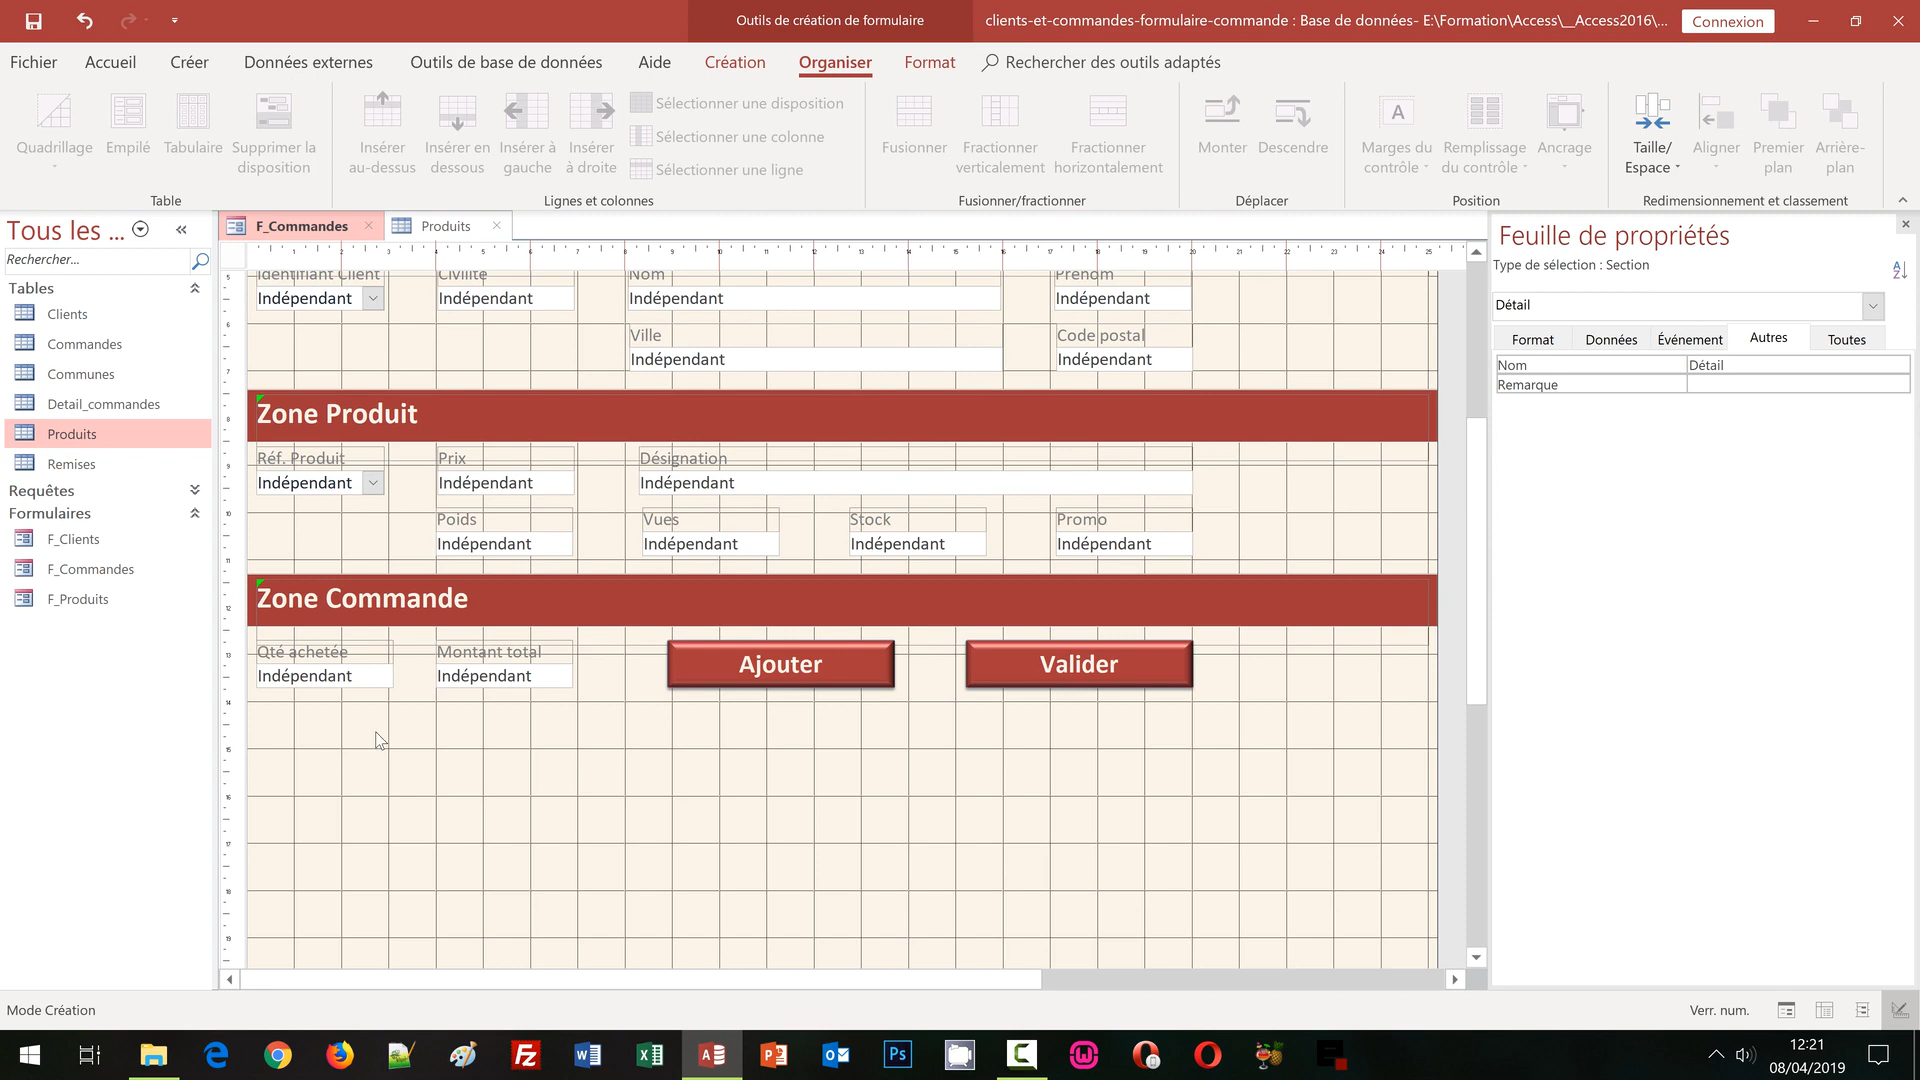 Outils de création de formulaire
clients-et-commandes-formulaire-commande : Base de données- E:\Formation\Access\__Access2016\...
Connexion
Fichier
Accueil
Créer
Données externes
Outils de base de données
Aide
Création
Organiser
Format
Rechercher des outils adaptés
Quadrillage
Empilé
Tabulaire
Supprimer la disposition
Insérer au-dessus
Insérer en dessous
Insérer à gauche
Insérer à droite
Sélectionner une disposition
Sélectionner une colonne
Sélectionner une ligne
Fusionner
Fractionner verticalement
Fractionner horizontalement
Monter
Descendre
Marges du contrôle
Remplissage du contrôle
Ancrage
Taille/ Espace
Aligner
Premier plan
Arrière- plan
Table
Lignes et colonnes
Fusionner/fractionner
Déplacer
Position
Redimensionnement et classement
Tous les ...
Rechercher...
Tables
Clients
Commandes
Communes
Detail_commandes
Produits
Remises
Requêtes
Formulaires
F_Clients
F_Commandes
F_Produits
F_Commandes
Produits
Identifiant Client
Civilité
Nom
Prénom
Indépendant
Indépendant
Indépendant
Indépendant
Ville
Code postal
Indépendant
Indépendant
Zone Produit
Réf. Produit
Prix
Désignation
Indépendant
Indépendant
Indépendant
Poids
Vues
Stock
Promo
Indépendant
Indépendant
Indépendant
Indépendant
Zone Commande
Qté achetée
Montant total
Indépendant
Indépendant
Ajouter
Valider
Feuille de propriétés
Type de sélection : Section
Détail
Format
Données
Événement
Autres
Toutes
Nom
Détail
Remarque
Mode Création
Verr. num.
12:21
08/04/2019